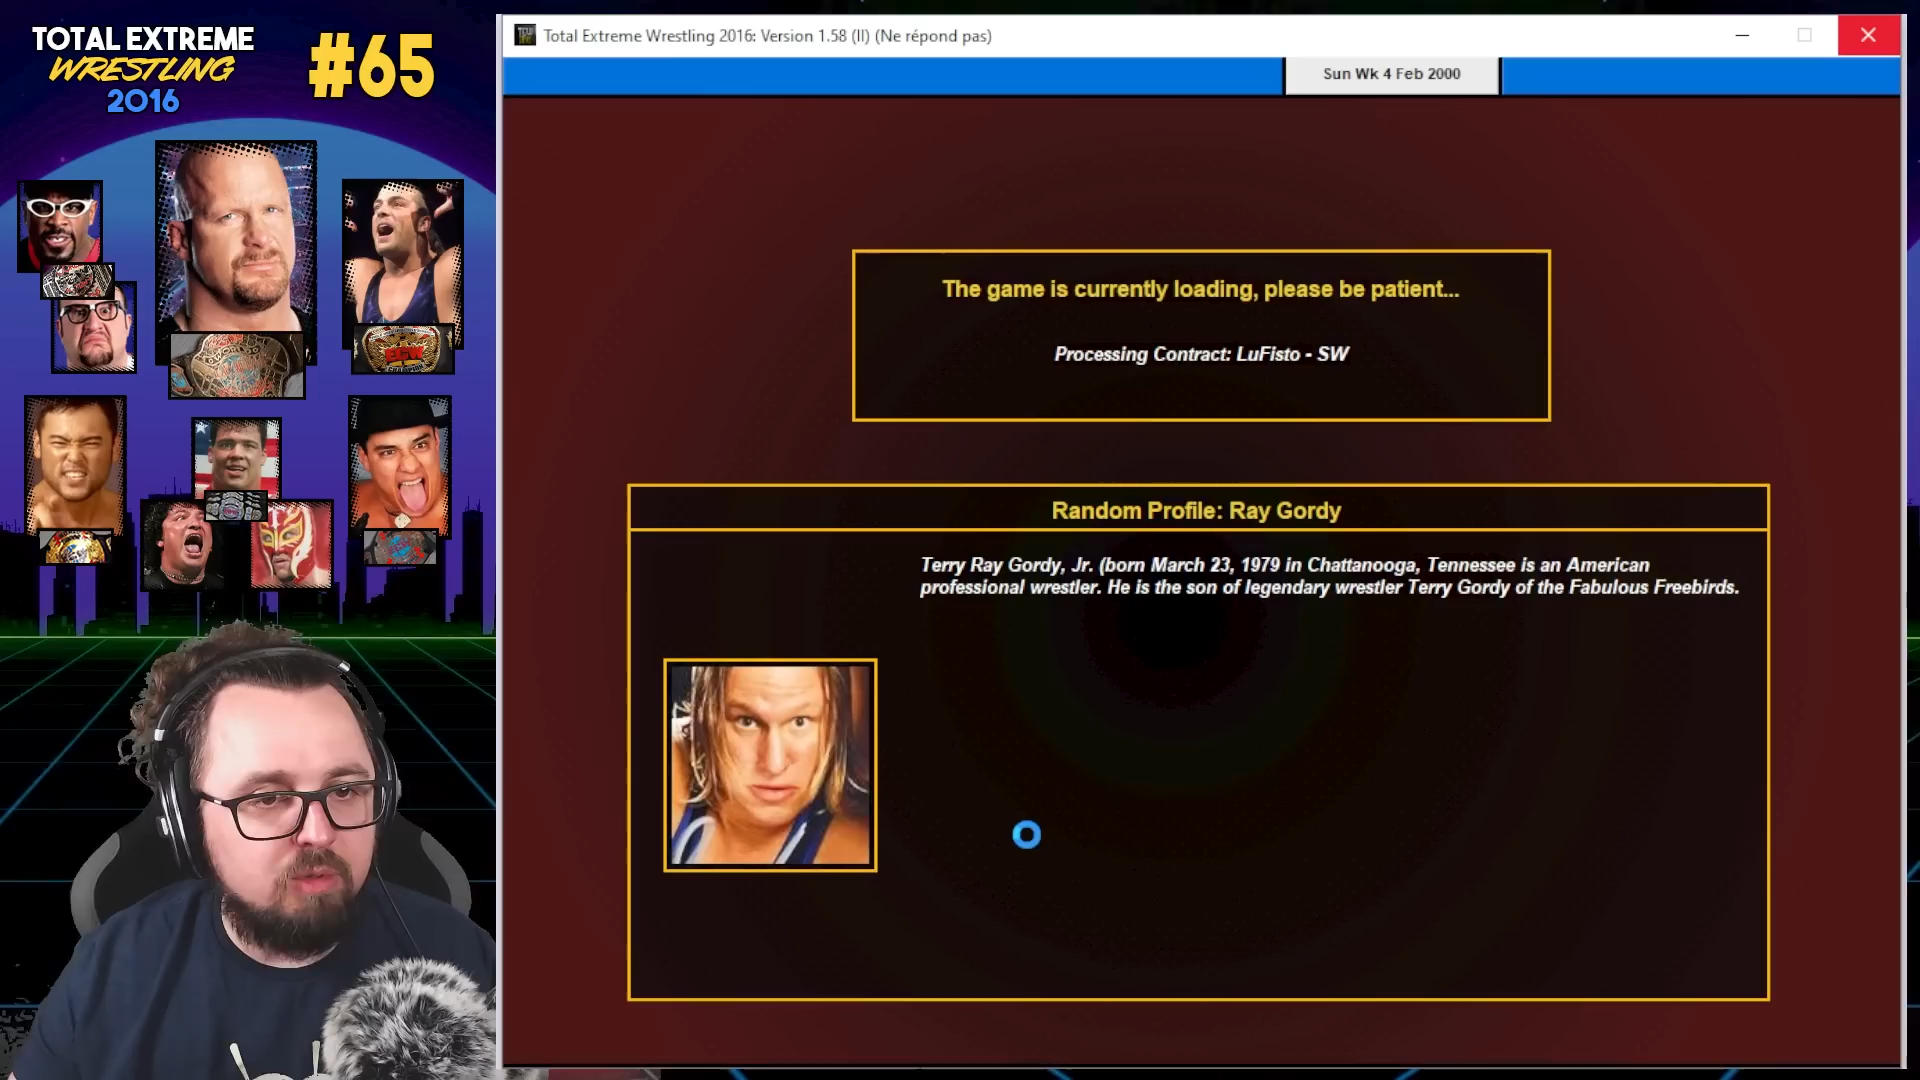 TOTAL EXTREME
WRESTLING
2016
#65
Total Extreme Wrestling 2016: Version 1.58 (II) (Ne répond pas)
Sun Wk 4 Feb 2000
The game is currently loading, please be patient...
Processing Contract: LuFisto - SW
Random Profile: Ray Gordy
Terry Ray Gordy, Jr. (born March 23, 1979 in Chattanooga, Tennessee is an American
professional wrestler. He is the son of legendary wrestler Terry Gordy of the Fabulous Freebirds.
ECW